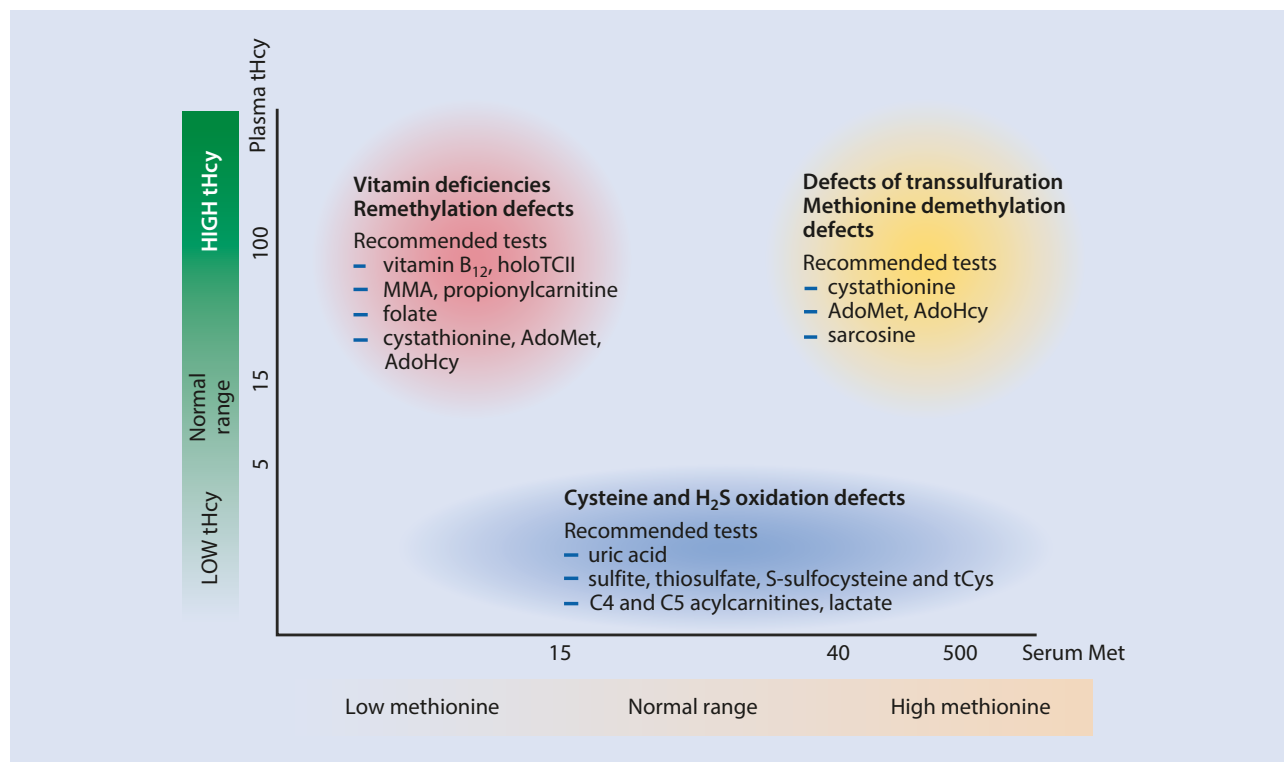 Plasma tHcy
HIGH tHcy
Normal
range
LOW tHcy
100
15
5
Vitamin deficiencies
Remethylation defects
Recommended tests
– vitamin B₁₂, holoTCII
– MMA, propionylcarnitine
– folate
– cystathionine, AdoMet,
AdoHcy
Defects of transsulfuration
Methionine demethylation
defects
Recommended tests
– cystathionine
– AdoMet, AdoHcy
– sarcosine
Cysteine and H₂S oxidation defects
Recommended tests
– uric acid
– sulfite, thiosulfate, S-sulfocysteine and tCys
– C4 and C5 acylcarnitines, lactate
15 40 500 Serum Met
Low methionine Normal range High methionine